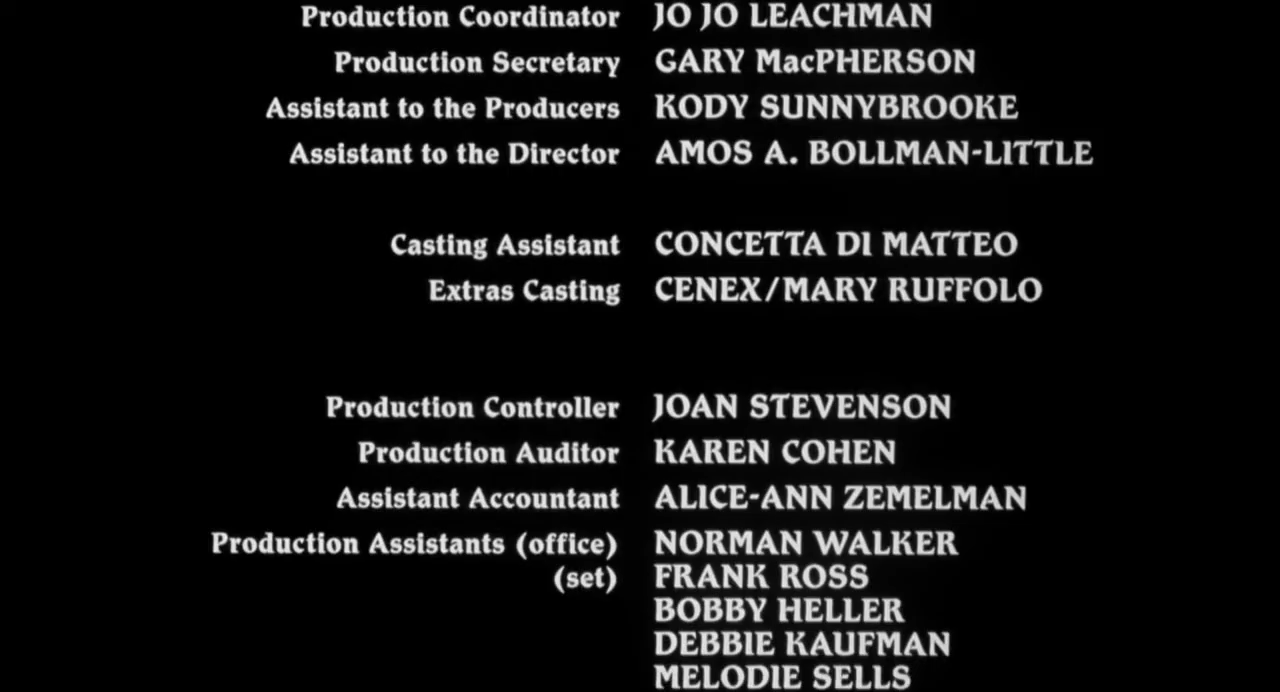 Production Coordinator JO JO LEACHMAN
Production Secretary GARY MacPHERSON
Assistant to the Producers KODY SUNNYBROOKE
Assistant to the Director AMOS A. BOLLMAN-LITTLE
Casting Assistant CONCETTA DI MATTEO
Extras Casting CENEX/MARY RUFFOLO
Production Controller JOAN STEVENSON
Production Auditor KAREN COHEN
Assistant Accountant ALICE-ANN ZEMELMAN
Production Assistants (office) NORMAN WALKER
(set) FRANK ROSS
BOBBY HELLER
DEBBIE KAUFMAN
MELODIE SELLS